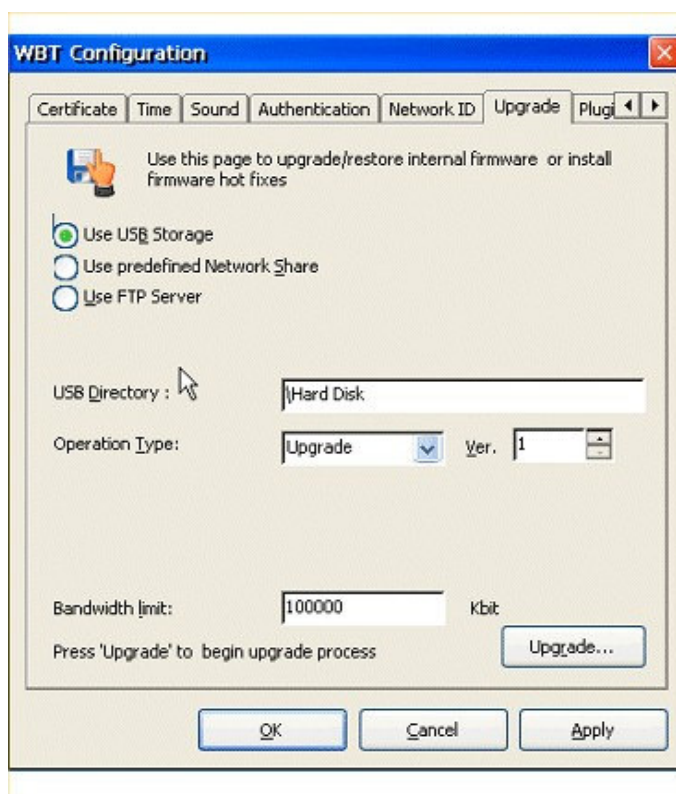 WBT Configuration
Certificate Time Sound Authentication Network ID Upgrade Plugi
Use this page to upgrade/restore internal firmware or install
firmware hot fixes
Use USB Storage
Use predefined Network Share
Use FTP Server
USB Directory : \Hard Disk
Operation Type: Upgrade Ver. 1
Bandwidth limit: 100000 Kbit
Press 'Upgrade' to begin upgrade process Upgrade...
OK Cancel Apply